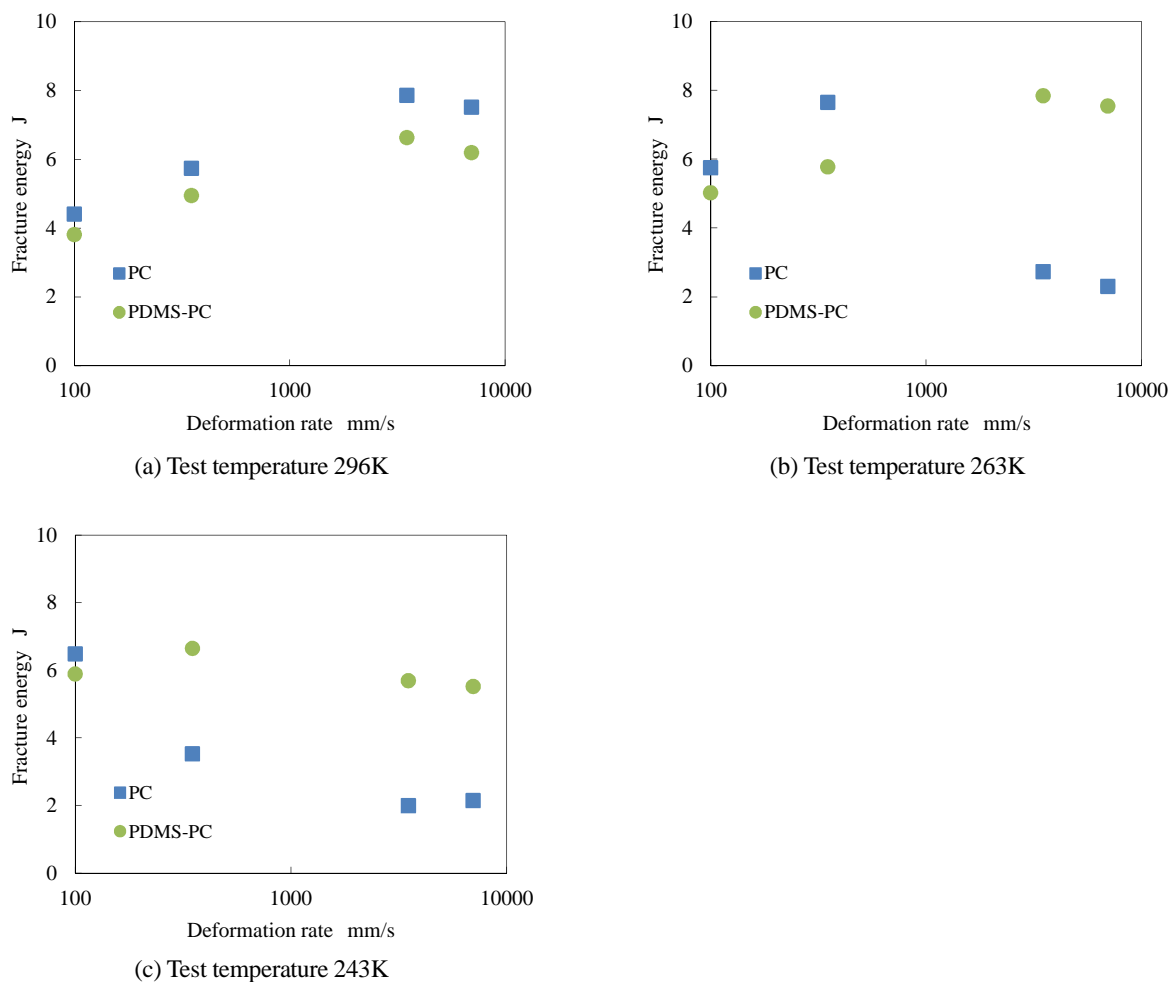 10
8
6
4
2
0
Fracture energy J
PC
PDMS-PC
100
1000
10000
Deformation rate mm/s
(a) Test temperature 296K
10
8
6
4
2
0
Fracture energy J
PC
PDMS-PC
100
1000
10000
Deformation rate mm/s
(b) Test temperature 263K
10
8
6
4
2
0
Fracture energy J
PC
PDMS-PC
100
1000
10000
Deformation rate mm/s
(c) Test temperature 243K